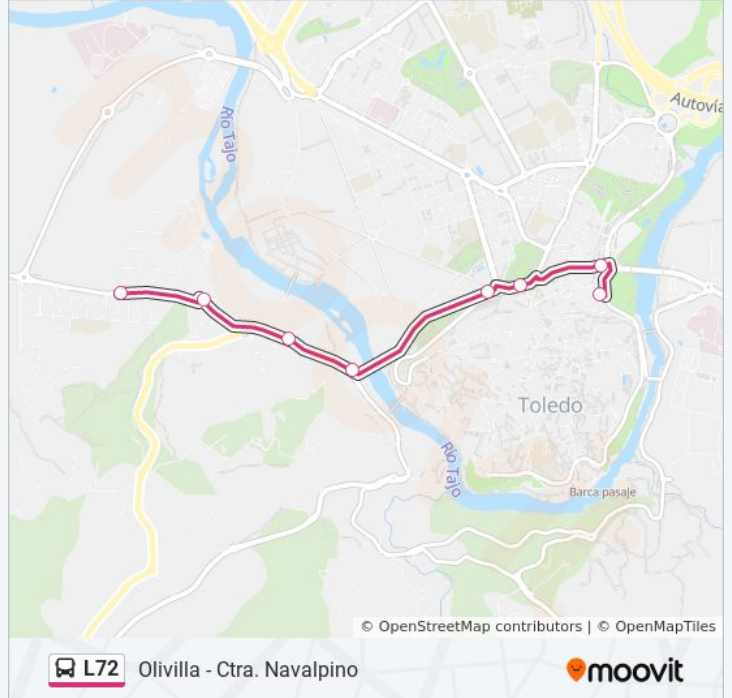 Río Tajo
Autovía
Toledo
Río Tajo
Barca pasaje
© OpenStreetMap contributors | © OpenMapTiles
L72 Olivilla - Ctra. Navalpino
moovit